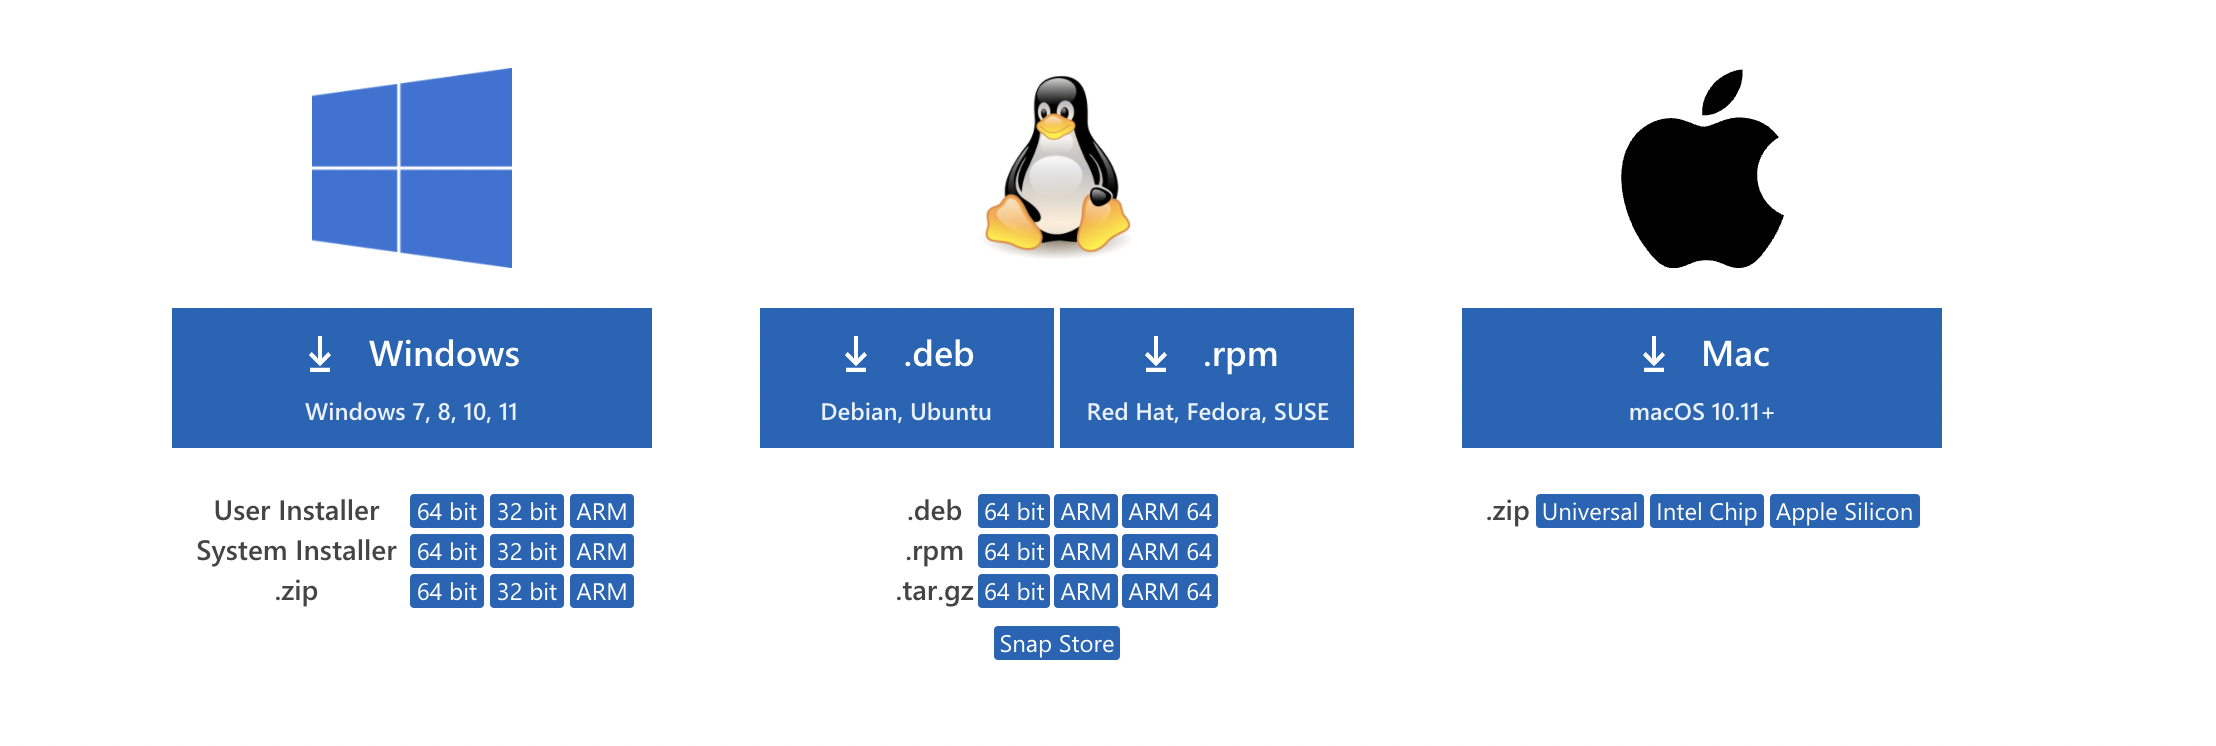 Windows
Windows 7, 8, 10, 11
User Installer 64 bit 32 bit ARM
System Installer 64 bit 32 bit ARM
.zip 64 bit 32 bit ARM
.deb
Debian, Ubuntu
.rpm
Red Hat, Fedora, SUSE
.deb 64 bit ARM ARM 64
.rpm 64 bit ARM ARM 64
.tar.gz 64 bit ARM ARM 64
Snap Store
Mac
macOS 10.11+
.zip Universal Intel Chip Apple Silicon